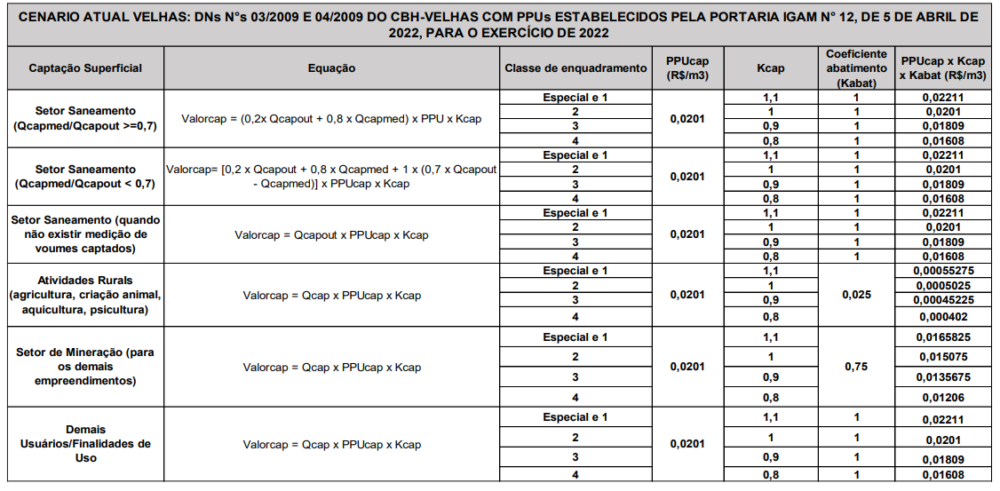 CENARIO ATUAL VELHAS: DNs N°s 03/2009 E 04/2009 DO CBH-VELHAS COM PPUs ESTABELECIDOS PELA PORTARIA IGAM N° 12, DE 5 DE ABRIL DE
2022, PARA O EXERCÍCIO DE 2022
Captação Superficial Equação Classe de enquadramento PPUcap (R$/m3) Kcap Coeficiente abatimento (Kabat) PPUcap x Kcap x Kabat (R$/m3)
Setor Saneamento
(Qcapmed/Qcapout >=0,7)
Valorcap = (0,2x Qcapout + 0,8 x Qcapmed) x PPU x Kcap
0,0201
Especial e 1 1,1 1 0,02211
2 1 1 0,0201
3 0,9 1 0,01809
4 0,8 1 0,01608
Setor Saneamento
(Qcapmed/Qcapout < 0,7)
Valorcap= [0,2 x Qcapout + 0,8 x Qcapmed + 1 x (0,7 x Qcapout
- Qcapmed)] x PPUcap x Kcap
0,0201
Especial e 1 1,1 1 0,02211
2 1 1 0,0201
3 0,9 1 0,01809
4 0,8 1 0,01608
Setor Saneamento (quando
não existir medição de
voumes captados)
Valorcap = Qcapout x PPUcap x Kcap
0,0201
Especial e 1 1,1 1 0,02211
2 1 1 0,0201
3 0,9 1 0,01809
4 0,8 1 0,01608
Atividades Rurals
(agricultura, criação animal,
aquicultura, psicultura)
Valorcap = Qcap x PPUcap x Kcap
0,0201
Especial e 1 1,1 0,00055275
2 1 0,0005025
3 0,9 0,00045225
4 0,8 0,000402
0,025
Setor de Mineração (para
os demais
empreendimentos)
Valorcap = Qcap x PPUcap x Kcap
0,0201
Especial e 1 1,1 0,0165825
2 1 0,015075
3 0,9 0,0135675
4 0,8 0,01206
0,75
Demais
Usuários/Finalidades de
Uso
Valorcap = Qcap x PPUcap x Kcap
0,0201
Especial e 1 1,1 1 0,02211
2 1 1 0,0201
3 0,9 1 0,01809
4 0,8 1 0,01608